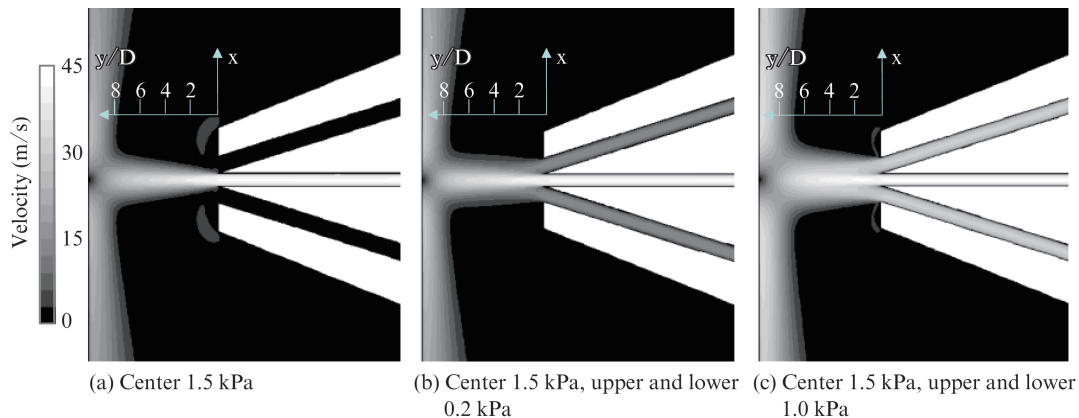 Velocity (m/s)
45
30
15
0
y/D
x
8 6 4 2
y/D
x
8 6 4 2
y/D
x
8 6 4 2
(a) Center 1.5 kPa
(b) Center 1.5 kPa, upper and lower
0.2 kPa
(c) Center 1.5 kPa, upper and lower
1.0 kPa